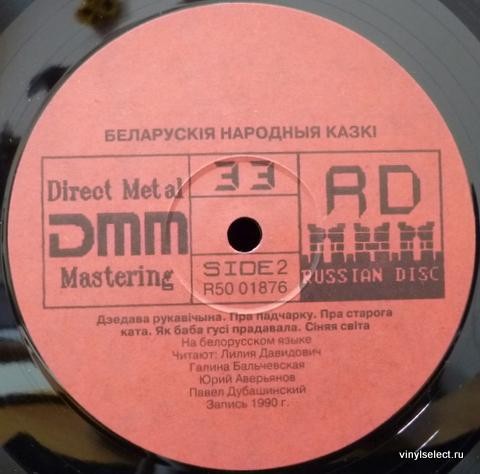 БЕЛАРУСКІЯ НАРОДНЫЯ КАЗКІ
Direct Metal
DMM
Mastering
33
SIDE 2
R50 01876
RD
RUSSIAN DISC
Дзедава рукавічына. Пра падчарку. Пра старога
ката. Як баба гусі прадавала. Сіняя світа
На белорусском языке
Читают: Лилия Давидович
Галина Бальчевская
Юрий Аверьянов
Павел Дубашинский
Запись 1990 г.
vinylselect.ru